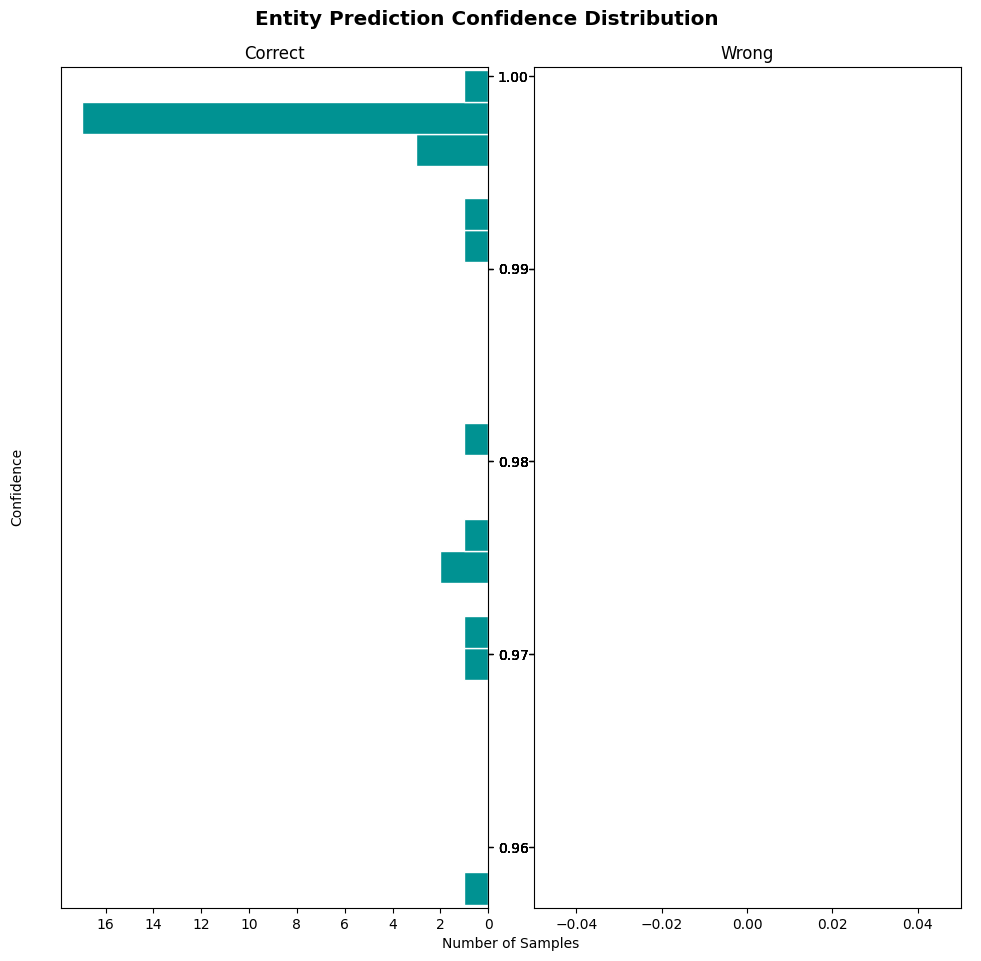 Entity Prediction Confidence Distribution
Correct
Wrong
1.00
0.99
0.98
0.97
0.96
Confidence
16 14 12 10 8 6 4 2 0
−0.04 −0.02 0.00 0.02 0.04
Number of Samples